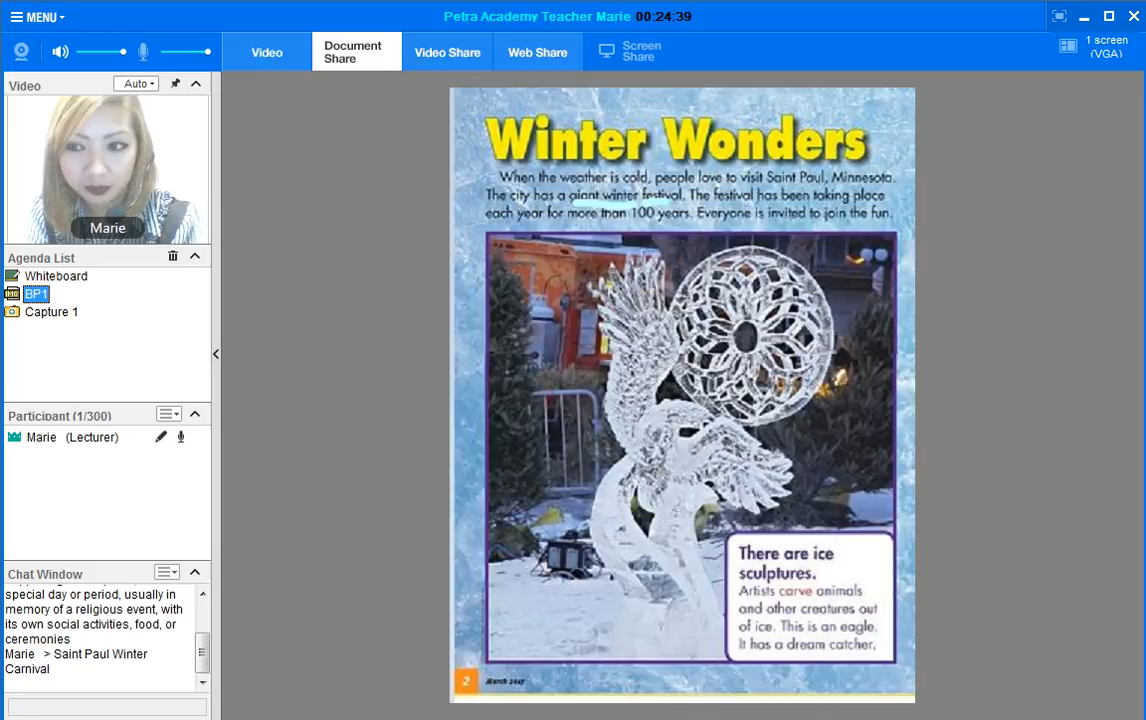 MENU
Petra Academy Teacher Marie 00:24:39
Video
Document Share
Video Share
Web Share
Screen Share
1 screen
(VGA)
Video
Auto
Marie
Agenda List
Whiteboard
BP1
Capture 1
Participant (1/300)
Marie (Lecturer)
Chat Window
special day or period, usually in
memory of a religious event, with
its own social activities, food, or
ceremonies
Marie > Saint Paul Winter
Carnival
Winter Wonders
When the weather is cold, people love to visit Saint Paul, Minnesota.
The city has a giant winter festival. The festival has been taking place
each year for more than 100 years. Everyone is invited to join the fun.
There are ice
sculptures.
Artists carve animals
and other creatures out
of ice. This is an eagle.
It has a dream catcher.
2 March 2017